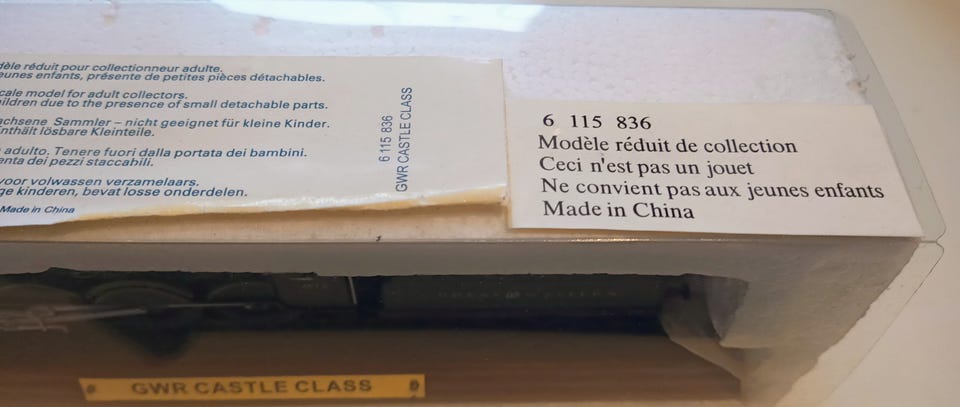 dèle réduit pour collectionneur adulte.
eunes enfants, présente de petites pièces détachables.
cale model for adult collectors.
ildren due to the presence of small detachable parts.
achsene Sammler – nicht geeignet für kleine Kinder.
nthält lösbare Kleinteile.
adulto. Tenere fuori dalla portata dei bambini.
enta dei pezzi staccabili.
voor volwassen verzamelaars.
ge kinderen, bevat losse onderdelen.
Made in China
6 115 836
GWR CASTLE CLASS
6 115 836
Modèle réduit de collection
Ceci n'est pas un jouet
Ne convient pas aux jeunes enfants
Made in China
GREAT WESTERN
GWR CASTLE CLASS